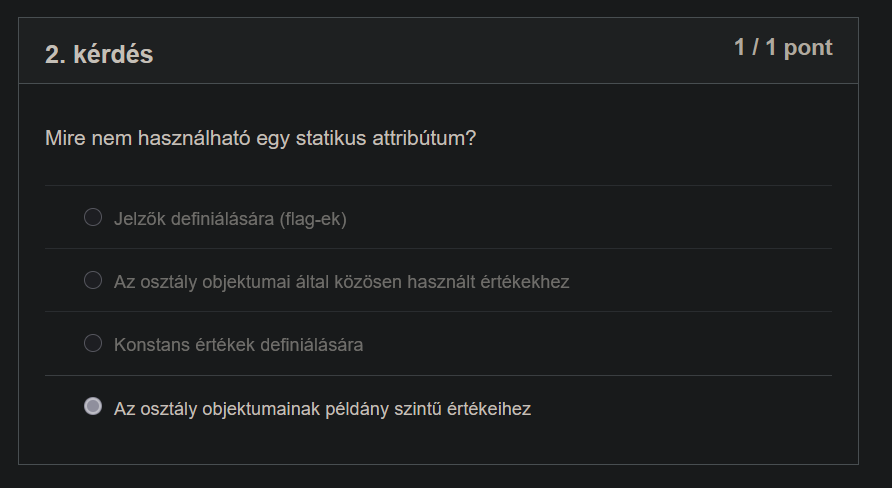 2. kérdés
1 / 1 pont
Mire nem használható egy statikus attribútum?
Jelzők definiálására (flag-ek)
Az osztály objektumai által közösen használt értékekhez
Konstans értékek definiálására
Az osztály objektumainak példány szintű értékeihez